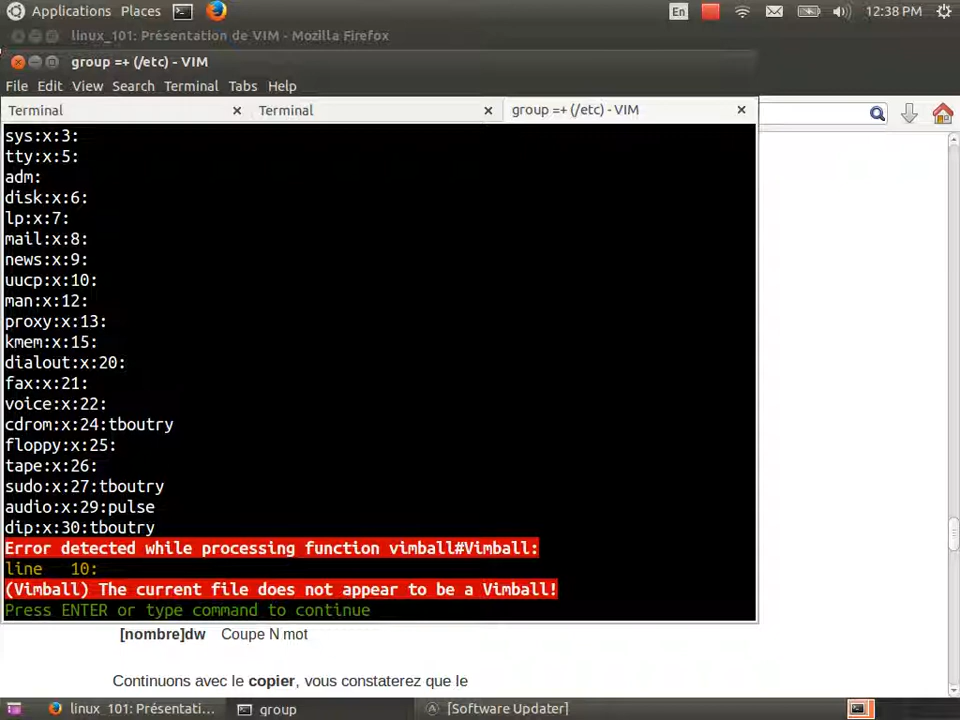 Applications Places En 12:38 PM
linux_101: Présentation de VIM - Mozilla Firefox
group =+ (/etc) - VIM
File Edit View Search Terminal Tabs Help
Terminal Terminal group =+ (/etc) - VIM
sys:x:3:
tty:x:5:
adm:
disk:x:6:
lp:x:7:
mail:x:8:
news:x:9:
uucp:x:10:
man:x:12:
proxy:x:13:
kmem:x:15:
dialout:x:20:
fax:x:21:
voice:x:22:
cdrom:x:24:tboutry
floppy:x:25:
tape:x:26:
sudo:x:27:tboutry
audio:x:29:pulse
dip:x:30:tboutry
Error detected while processing function vimball#Vimball:
line   10:
(Vimball) The current file does not appear to be a Vimball!
Press ENTER or type command to continue
[nombre]dw Coupe N mot
Continuons avec le copier, vous constaterez que le
linux_101: Présentati... group [Software Updater]